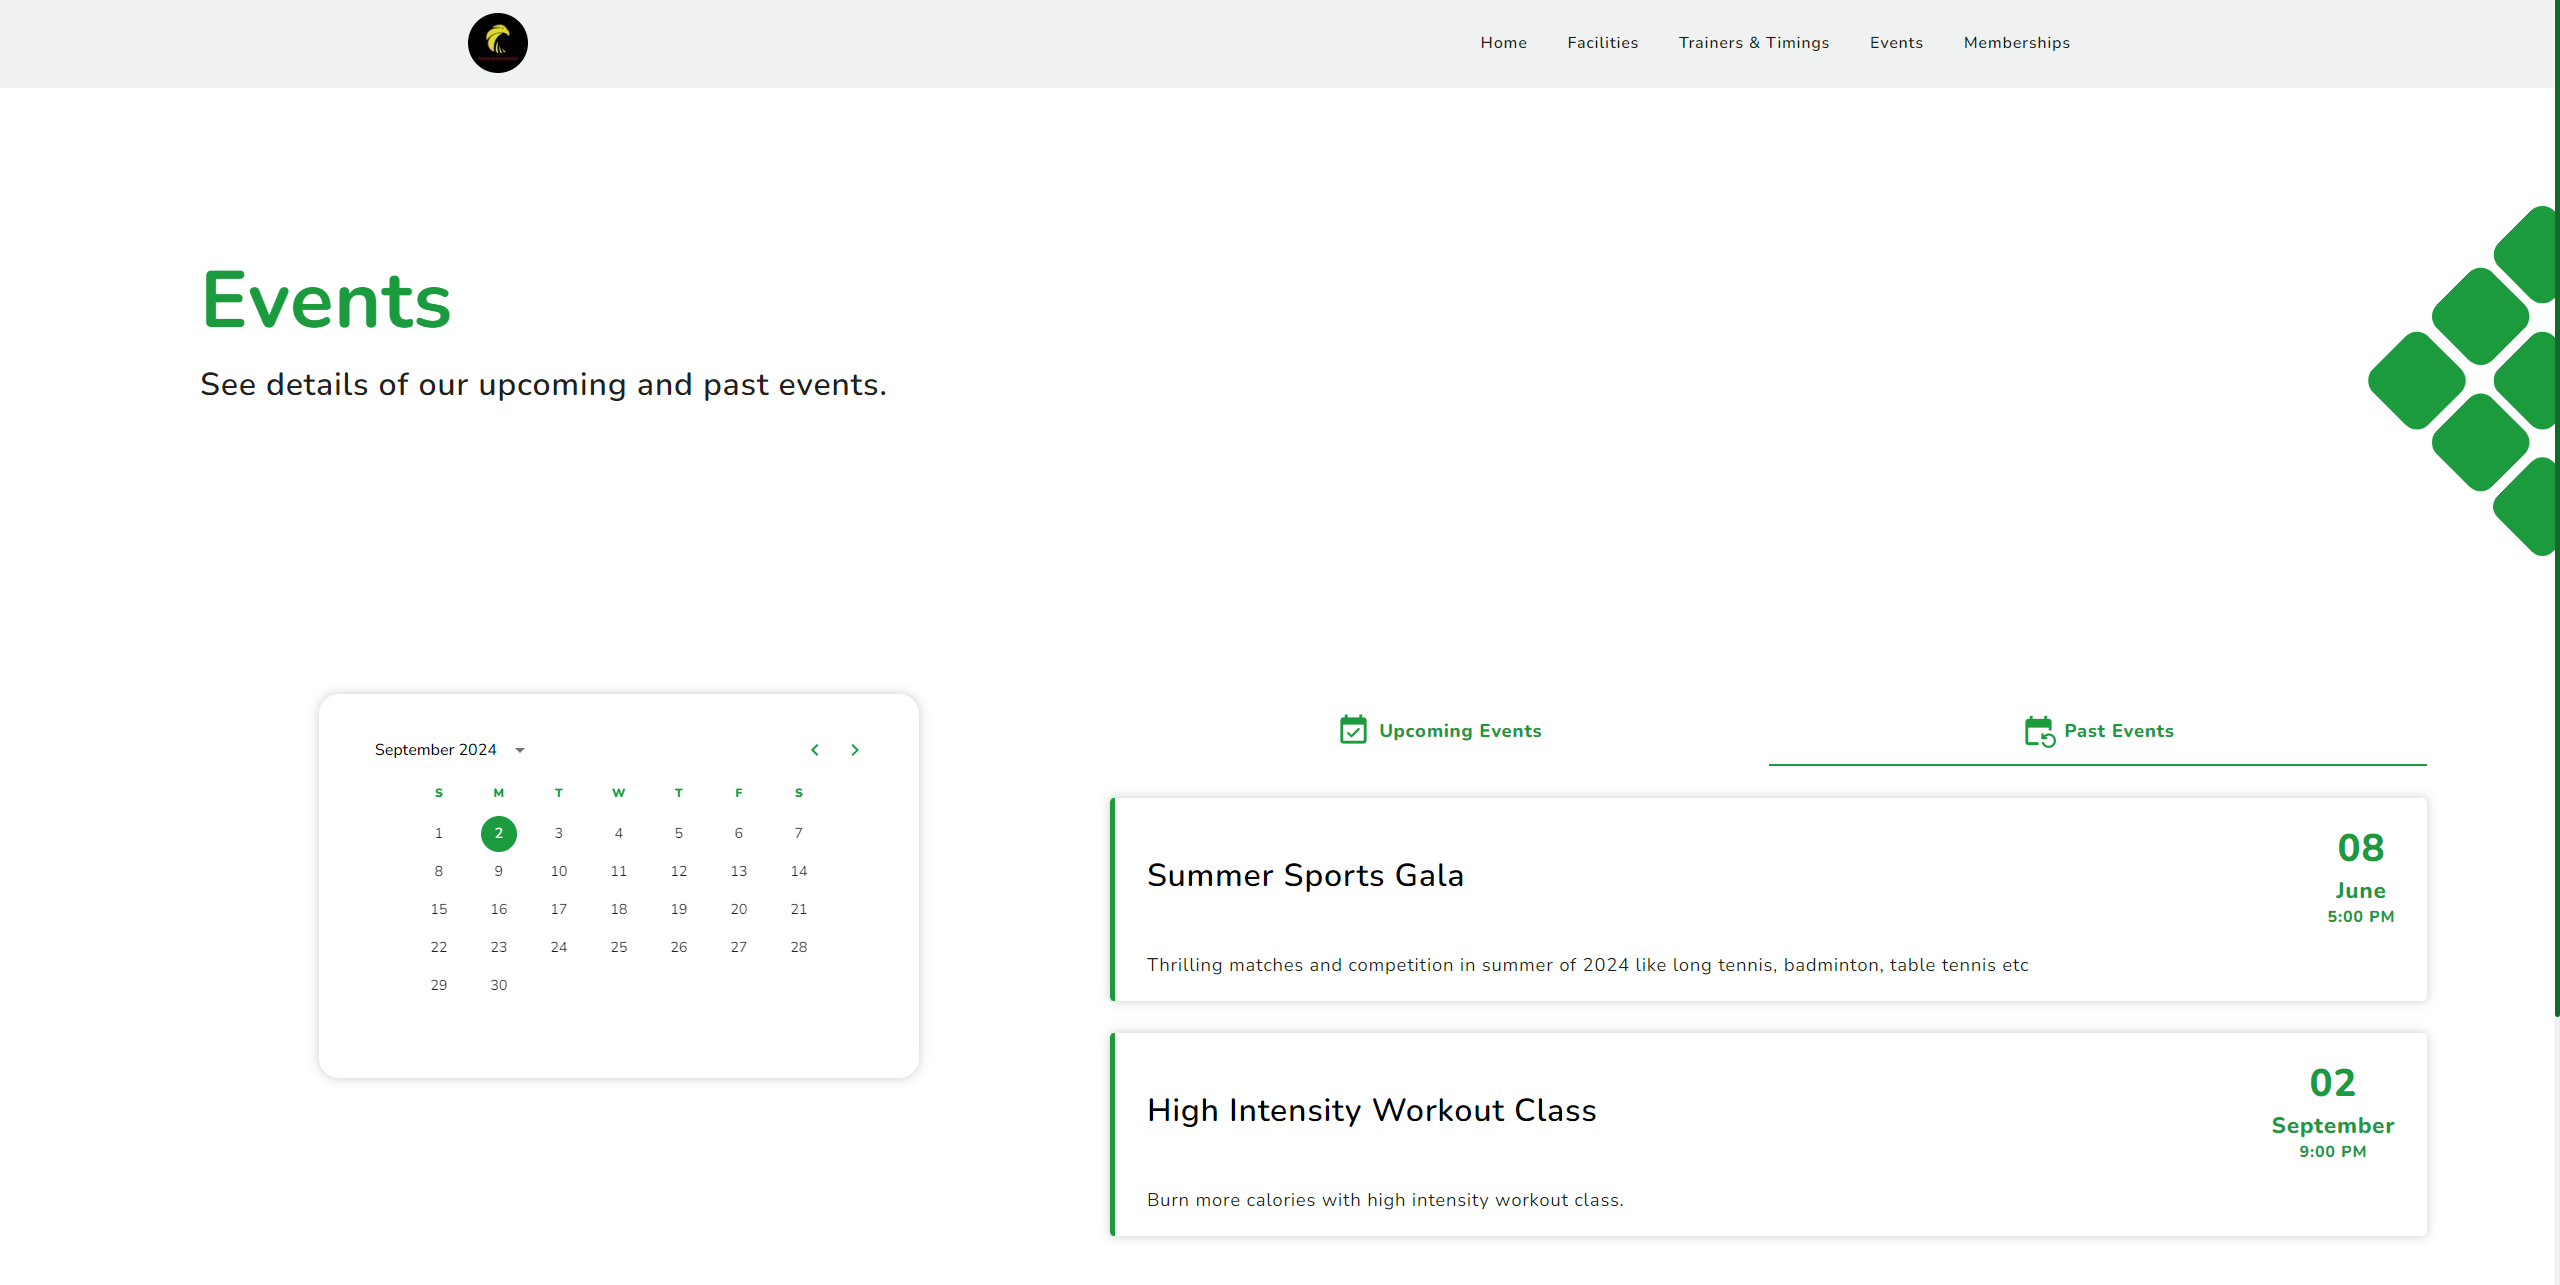 Home Facilities Trainers & Timings Events Memberships
Events
See details of our upcoming and past events.
September 2024
S M T W T F S
1 2 3 4 5 6 7
8 9 10 11 12 13 14
15 16 17 18 19 20 21
22 23 24 25 26 27 28
29 30
Upcoming Events
Past Events
Summer Sports Gala
08
June
5:00 PM
Thrilling matches and competition in summer of 2024 like long tennis, badminton, table tennis etc
High Intensity Workout Class
02
September
9:00 PM
Burn more calories with high intensity workout class.